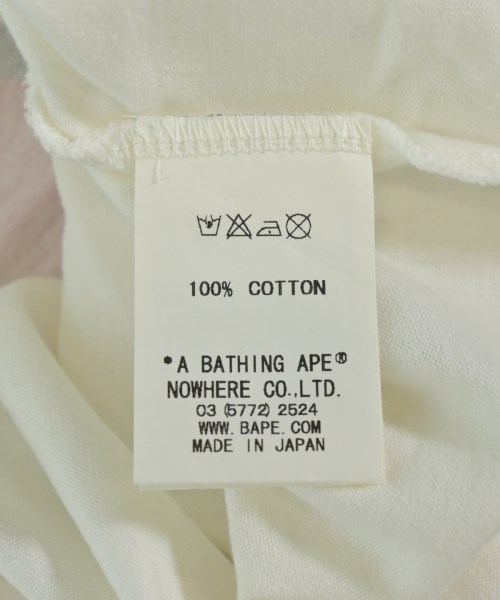 100% COTTON
*A BATHING APE®
NOWHERE CO.,LTD.
03 (5772) 2524
WWW. BAPE. COM
MADE IN JAPAN